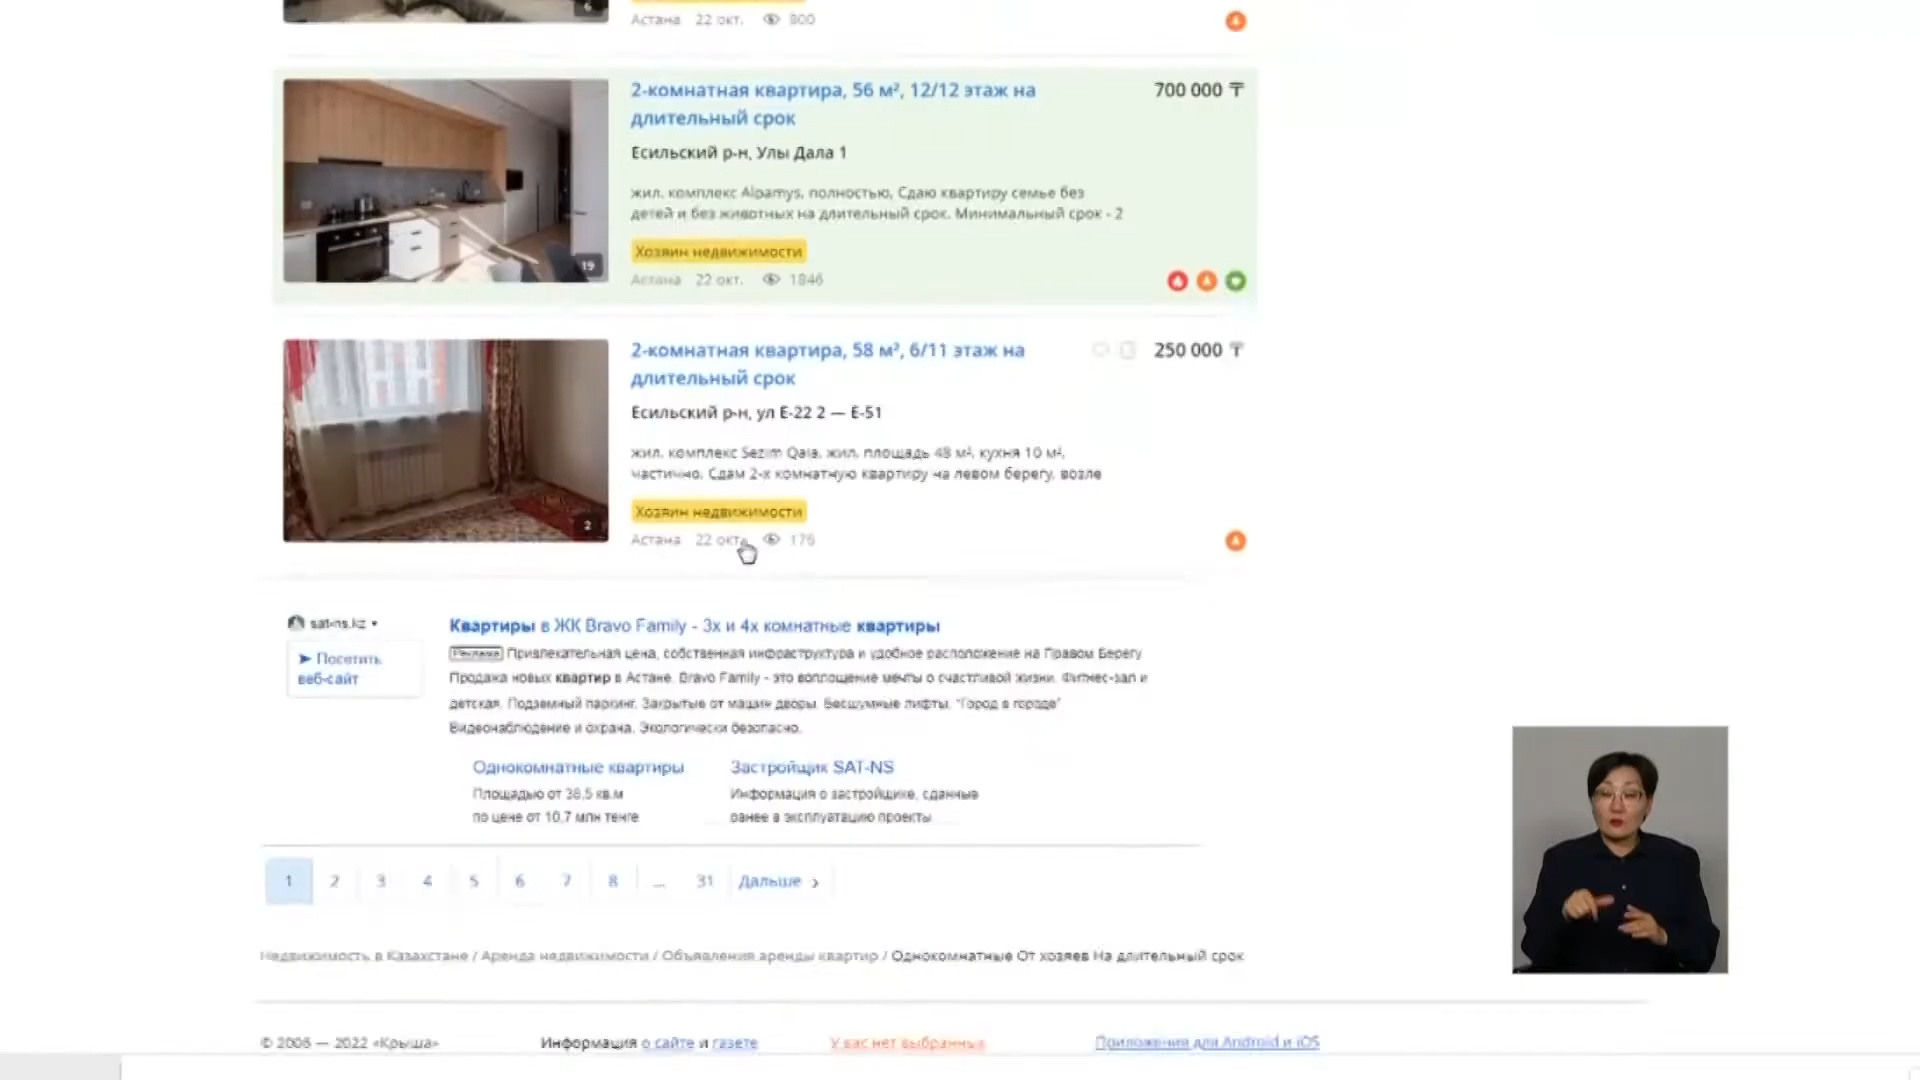 6
Астана 22 окт. 800
2-комнатная квартира, 56 м², 12/12 этаж на
длительный срок
700 000 ₸
Есильский р-н, Улы Дала 1
жил. комплекс Alpamys, полностью, Сдаю квартиру семье без
детей и без животных на длительный срок. Минимальный срок - 2
Хозяин недвижимости
19
Астана 22 окт. 1846
2-комнатная квартира, 58 м², 6/11 этаж на
длительный срок
250 000 ₸
Есильский р-н, ул Е-22 2 — Е-51
жил. комплекс Sezim Qala, жил. площадь 48 м², кухня 10 м²,
частично, Сдам 2-х комнатную квартиру на левом берегу, возле
Хозяин недвижимости
2
Астана 22 окт. 176
sat-ns.kz
Посетить
веб-сайт
Квартиры в ЖК Bravo Family - 3х и 4х комнатные квартиры
Реклама Привлекательная цена, собственная инфраструктура и удобное расположение на Правом Берегу
Продажа новых квартир в Астане. Bravo Family - это воплощение мечты о счастливой жизни. Фитнес-зал и
детская. Подземный паркинг. Закрытые от машин дворы. Бесшумные лифты. "Город в городе"
Видеонаблюдение и охрана. Экологически безопасно.
Однокомнатные квартиры
Площадью от 38,5 кв.м
по цене от 10,7 млн тенге
Застройщик SAT-NS
Информация о застройщике, сданные
ранее в эксплуатацию проекты
1 2 3 4 5 6 7 8 ... 31 Дальше
Недвижимость в Казахстане / Аренда недвижимости / Объявления аренды квартир / Однокомнатные От хозяев На длительный срок
© 2006 — 2022 «Крыша»
Информация о сайте и газете
У вас нет выбранных
Приложения для Android и iOS